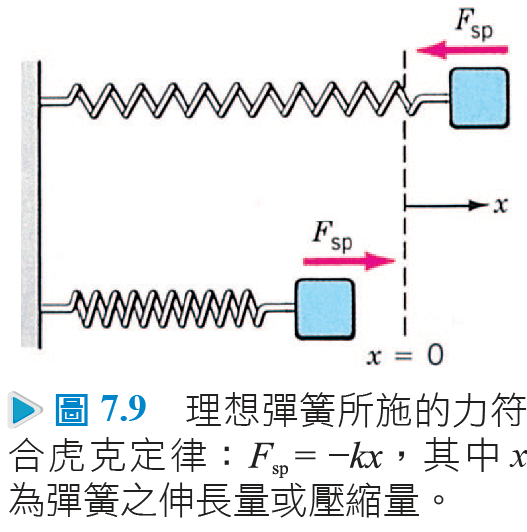 F_sp
x
F_sp
x = 0
圖 7.9 理想彈簧所施的力符
合虎克定律：F_sp = −kx，其中 x
為彈簧之伸長量或壓縮量。